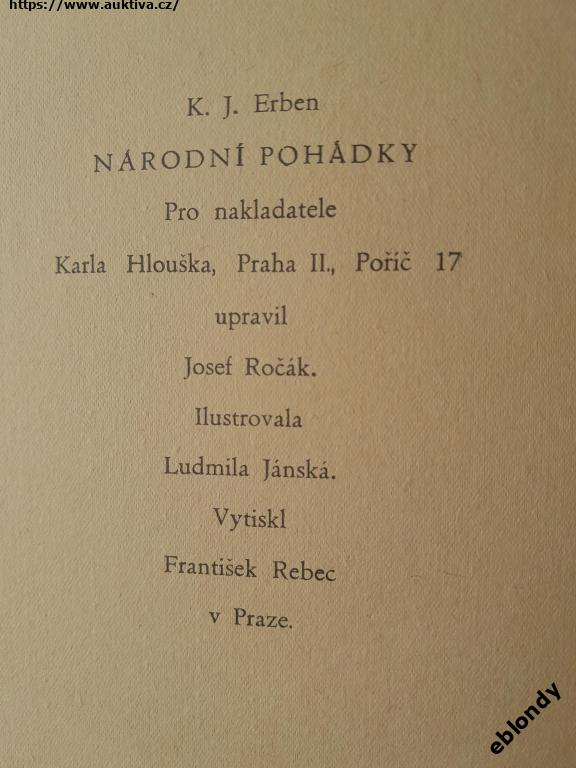 https://www.auktiva.cz/
K. J. Erben
NÁRODNÍ POHÁDKY
Pro nakladatele
Karla Hlouška, Praha II., Poříč 17
upravil
Josef Ročák.
Ilustrovala
Ludmila Jánská.
Vytiskl
František Rebec
v Praze.
eblondy